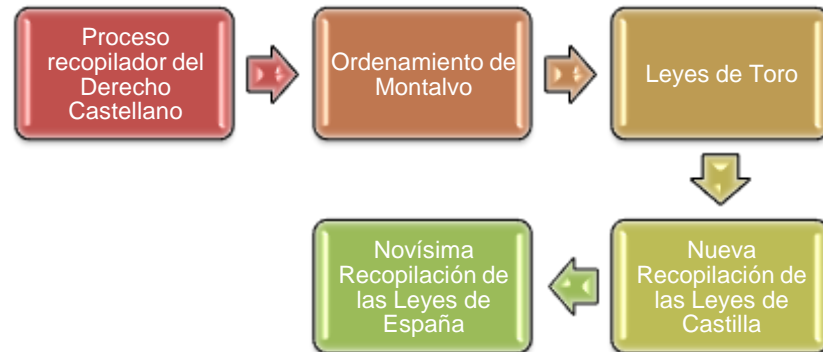 Proceso
recopilador del
Derecho
Castellano
Ordenamiento de
Montalvo
Leyes de Toro
Nueva
Recopilación de
las Leyes de
Castilla
Novísima
Recopilación de
las Leyes de
España